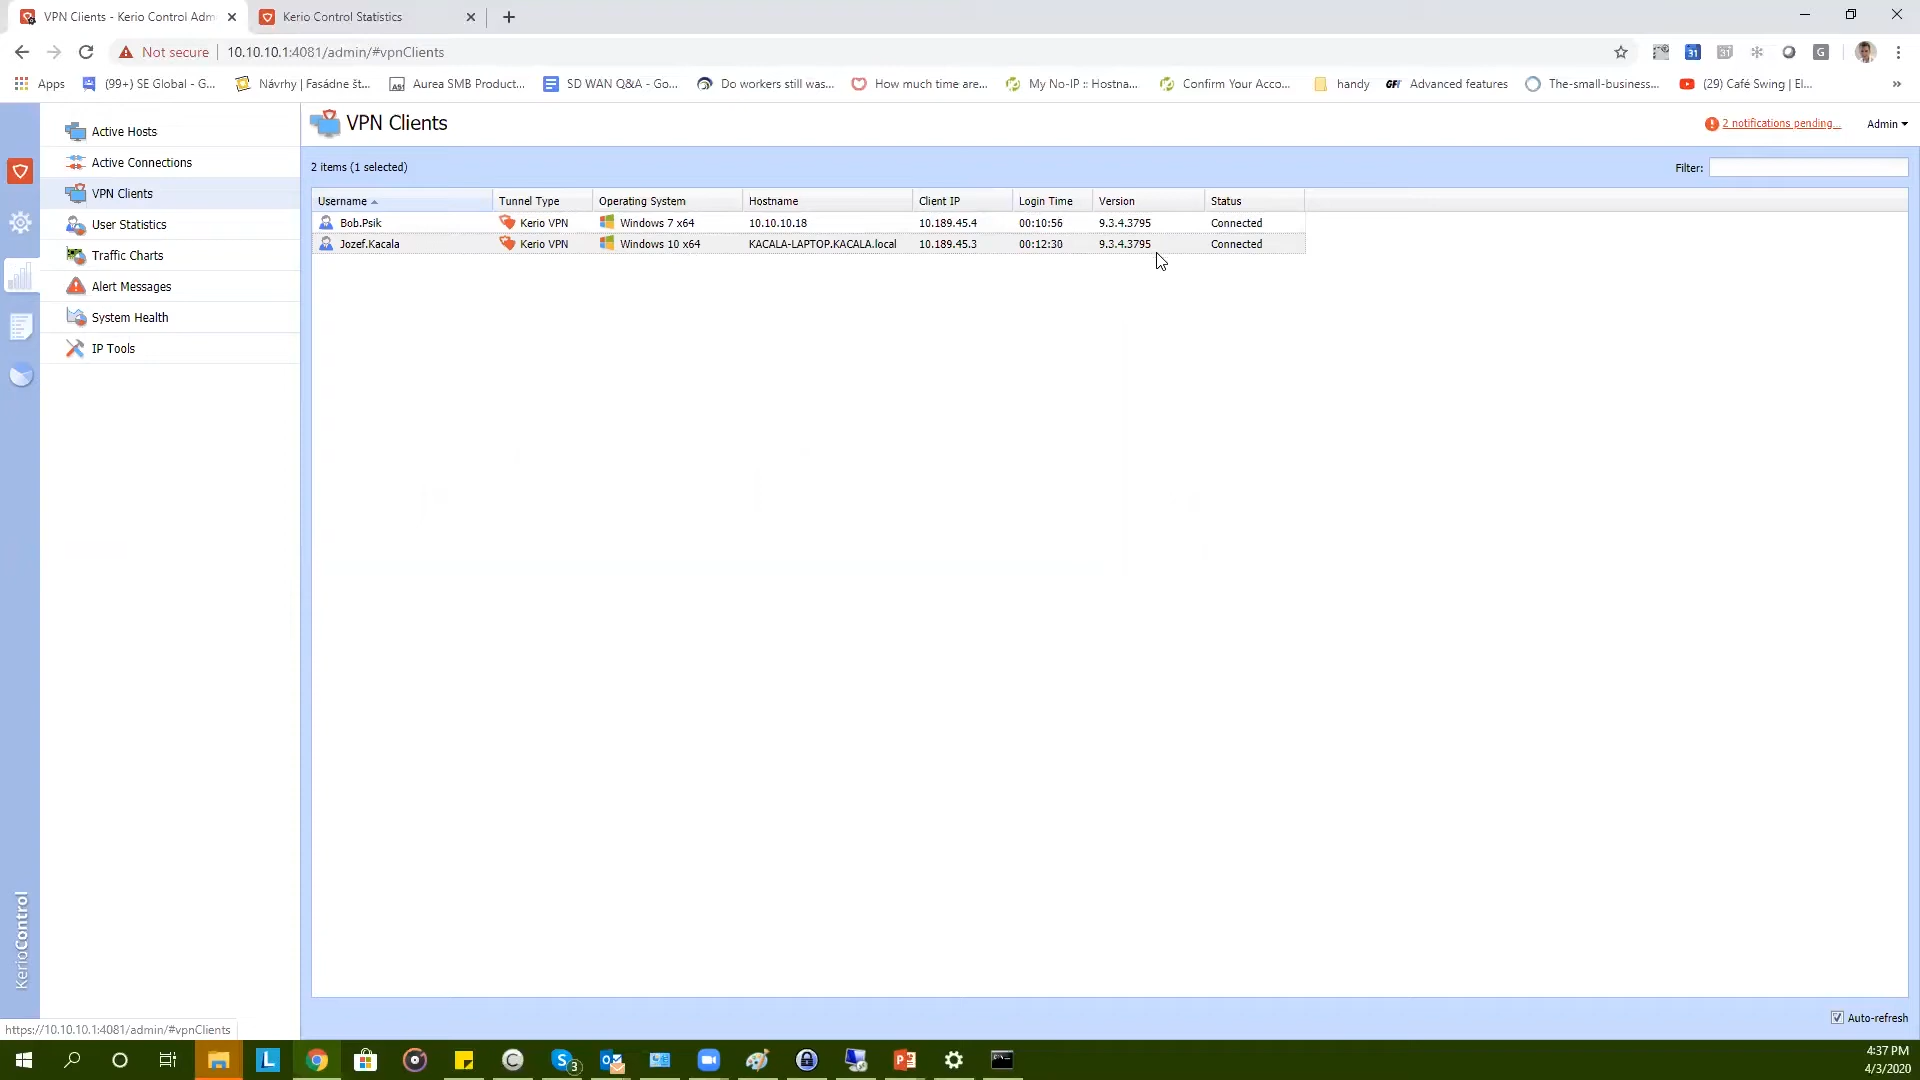 VPN Clients - Kerio Control Adm
Kerio Control Statistics
Not secure 10.10.10.1:4081/admin/#vpnClients
Apps (99+) SE Global - G... Návrhy | Fasádne št... Aurea SMB Product... SD WAN Q&A - Go... Do workers still was... How much time are... My No-IP :: Hostna... Confirm Your Acco... handy GFI Advanced features The-small-business... (29) Café Swing | El... »
Active Hosts
Active Connections
VPN Clients
User Statistics
Traffic Charts
Alert Messages
System Health
IP Tools
VPN Clients
2 notifications pending...
Admin
2 items (1 selected)
Filter:
Username Tunnel Type Operating System Hostname Client IP Login Time Version Status
Bob.Psik Kerio VPN Windows 7 x64 10.10.10.18 10.189.45.4 00:10:56 9.3.4.3795 Connected
Jozef.Kacala Kerio VPN Windows 10 x64 KACALA-LAPTOP.KACALA.local 10.189.45.3 00:12:30 9.3.4.3795 Connected
KerioControl
Auto-refresh
https://10.10.10.1:4081/admin/#vpnClients
4:37 PM
4/3/2020